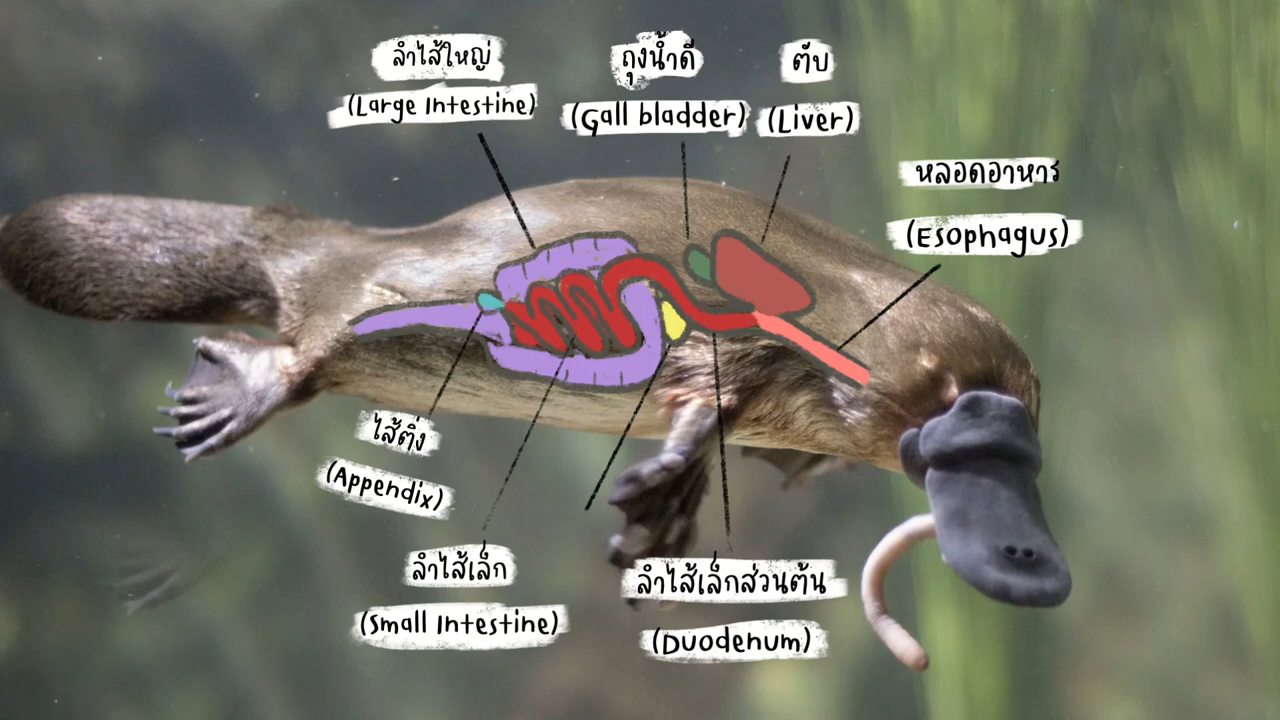 ลำไส้ใหญ่
(Large Intestine)
ถุงน้ำดี
(Gall bladder)
ตับ
(Liver)
หลอดอาหาร
(Esophagus)
ไส้ติ่ง
(Appendix)
ลำไส้เล็ก
(Small Intestine)
ลำไส้เล็กส่วนต้น
(Duodenum)